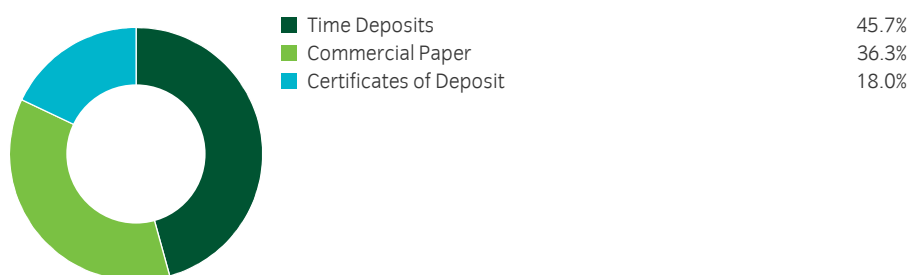 Time Deposits 45.7%
Commercial Paper 36.3%
Certificates of Deposit 18.0%